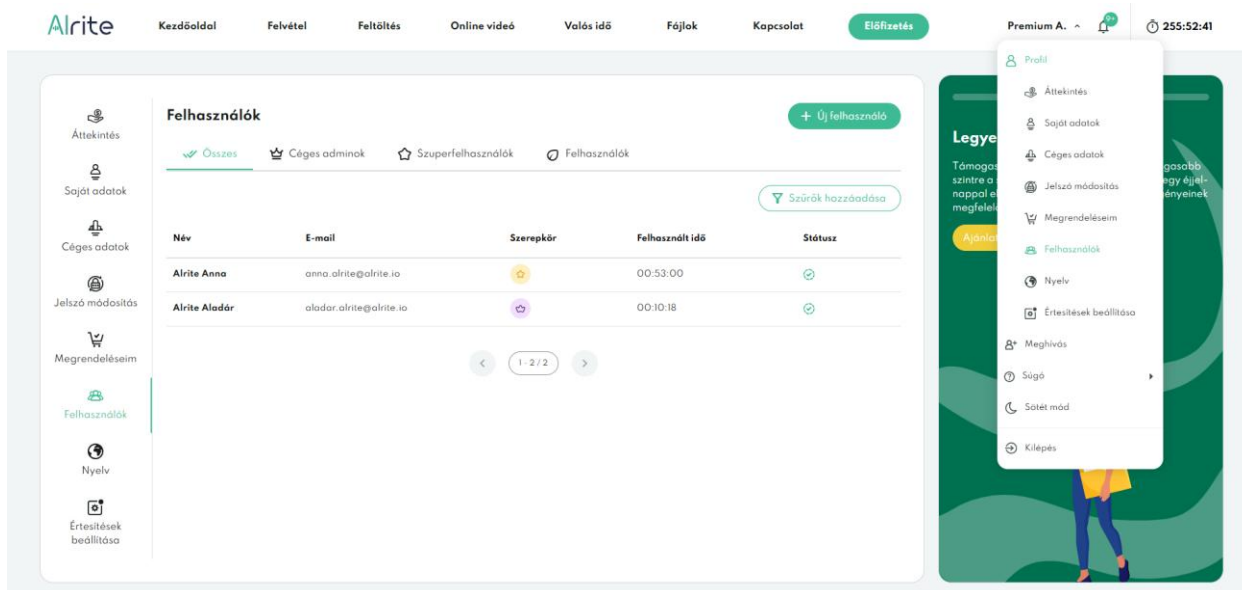 Alrite
Kezdőoldal
Felvétel
Feltöltés
Online videó
Valós idő
Fájlok
Kapcsolat
Előfizetés
Premium A.
9+
255:52:41
Áttekintés
Saját adatok
Céges adatok
Jelszó módosítás
Megrendeléseim
Felhasználók
Nyelv
Értesítések
beállítása
Felhasználók
+ Új felhasználó
Összes
Céges adminok
Szuperfelhasználók
Felhasználók
Szűrők hozzáadása
Név E-mail Szerepkör Felhasznált idő Státusz
Alrite Anna anna.alrite@alrite.io 00:53:00
Alrite Aladár aladar.alrite@alrite.io 00:10:18
< 1-2/2 >
Legye
Támogas gasabb
szintre a egy éjjel-
nappal el ényeinek
megfelel
Ajánlat
Profil
Áttekintés
Saját adatok
Céges adatok
Jelszó módosítás
Megrendeléseim
Felhasználók
Nyelv
Értesítések beállítása
Meghívás
Súgó
Sötét mód
Kilépés